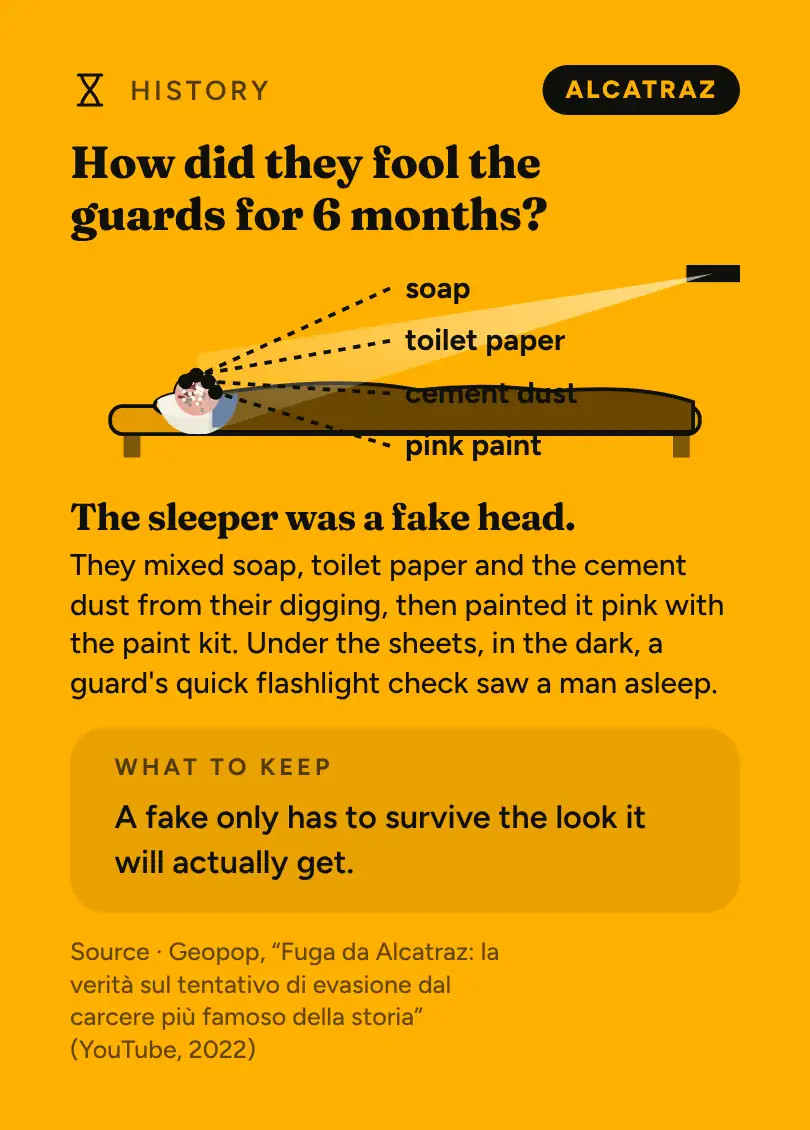 HISTORY
ALCATRAZ
How did they fool the
guards for 6 months?
soap
toilet paper
cement dust
pink paint
The sleeper was a fake head.
They mixed soap, toilet paper and the cement
dust from their digging, then painted it pink with
the paint kit. Under the sheets, in the dark, a
guard's quick flashlight check saw a man asleep.
WHAT TO KEEP
A fake only has to survive the look it
will actually get.
Source · Geopop, “Fuga da Alcatraz: la
verità sul tentativo di evasione dal
carcere più famoso della storia”
(YouTube, 2022)